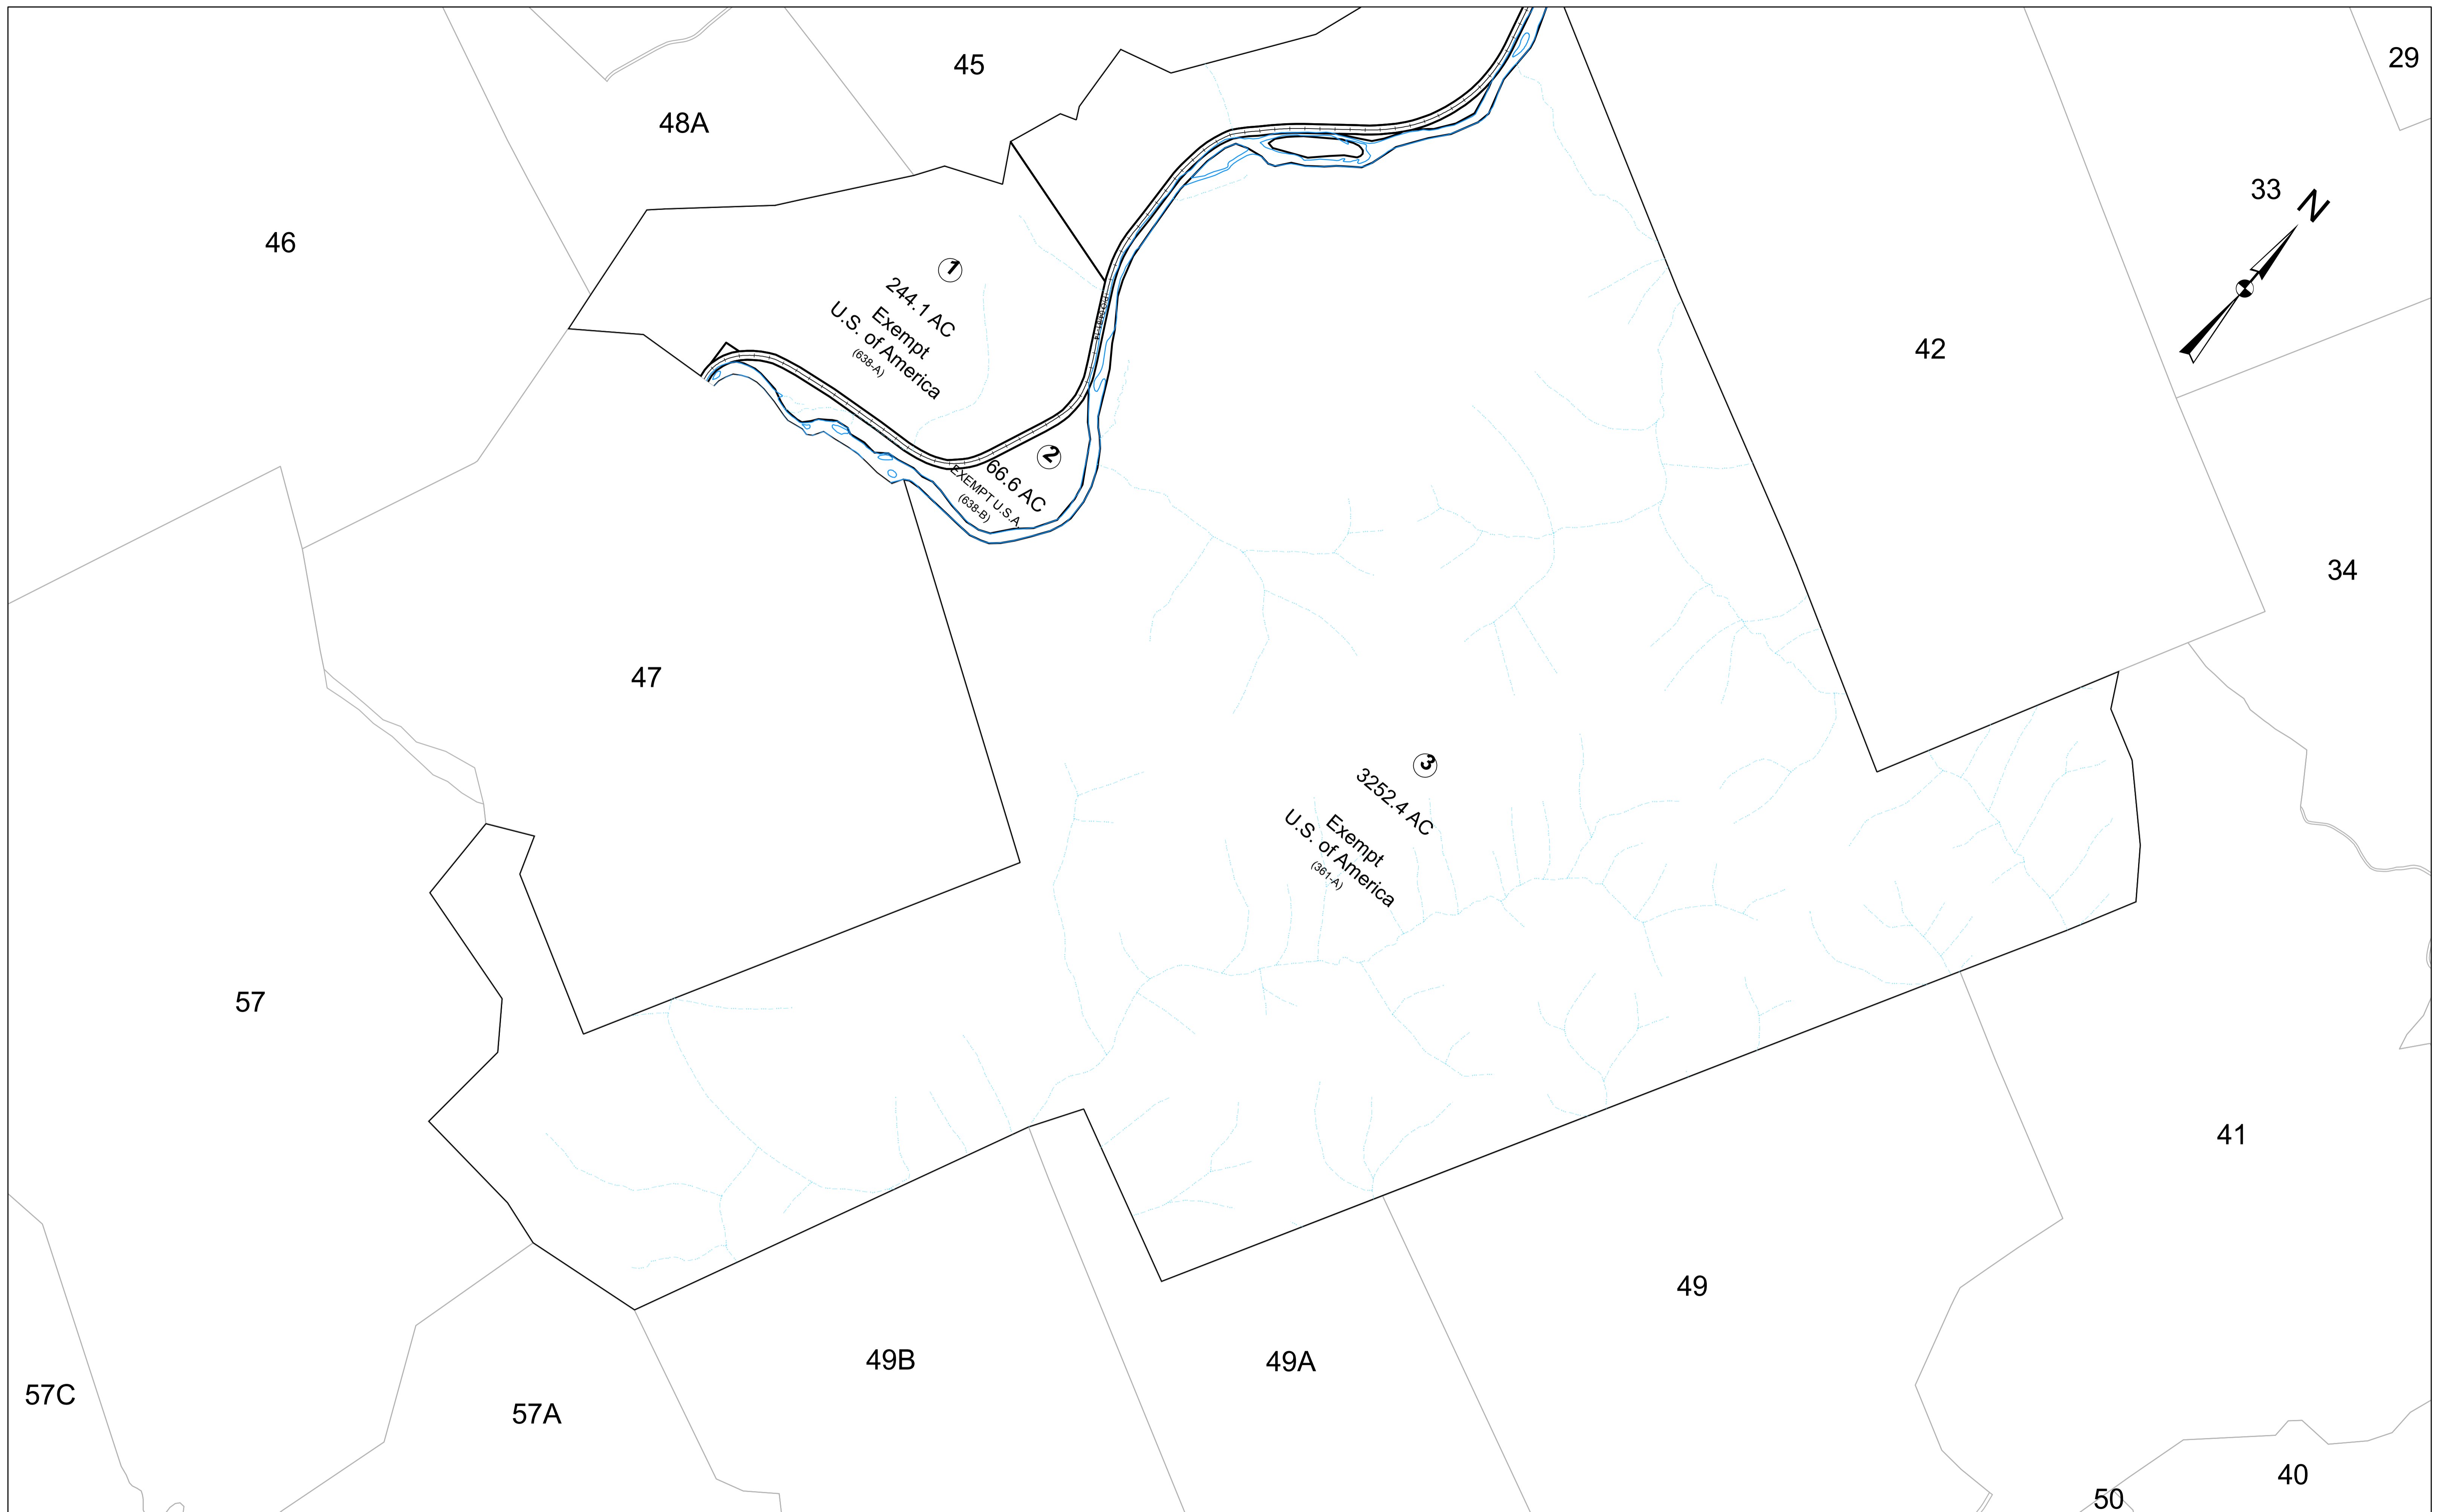 29
45
48A
33
N
46
1
244.1 AC
Exempt
U.S. of America
(638-A)
42
2
66.6 AC
EXEMPT U.S.A.
(638-B)
34
47
3
3252.4 AC
Exempt
U.S. of America
(361-A)
57
41
49
49B
49A
57C
57A
40
50